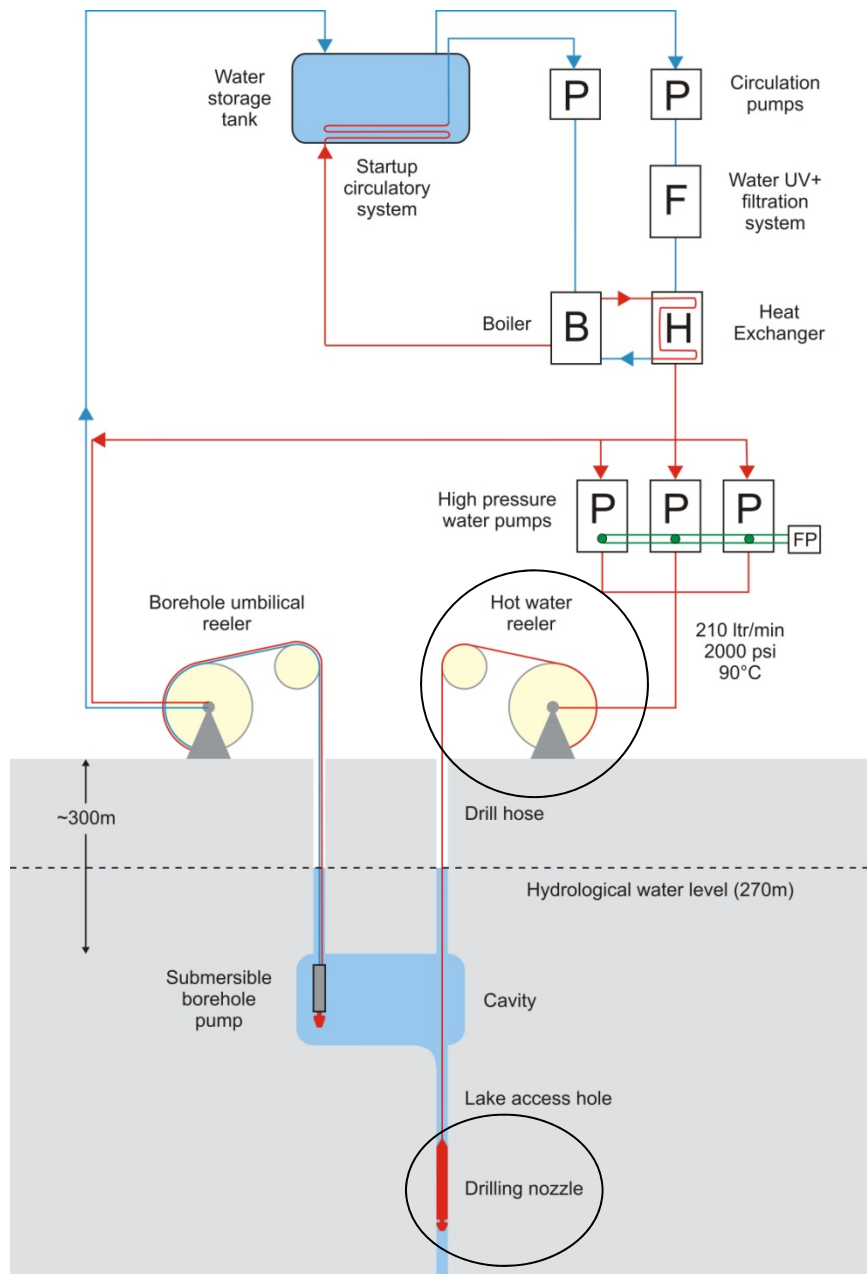 Water
storage
tank
P
P
Circulation
pumps
Startup
circulatory
system
F
Water UV+
filtration
system
Boiler
B
H
Heat
Exchanger
High pressure
water pumps
P
P
P
FP
Borehole umbilical
reeler
Hot water
reeler
210 ltr/min
2000 psi
90°C
~300m
Drill hose
Hydrological water level (270m)
Submersible
borehole
pump
Cavity
Lake access hole
Drilling nozzle